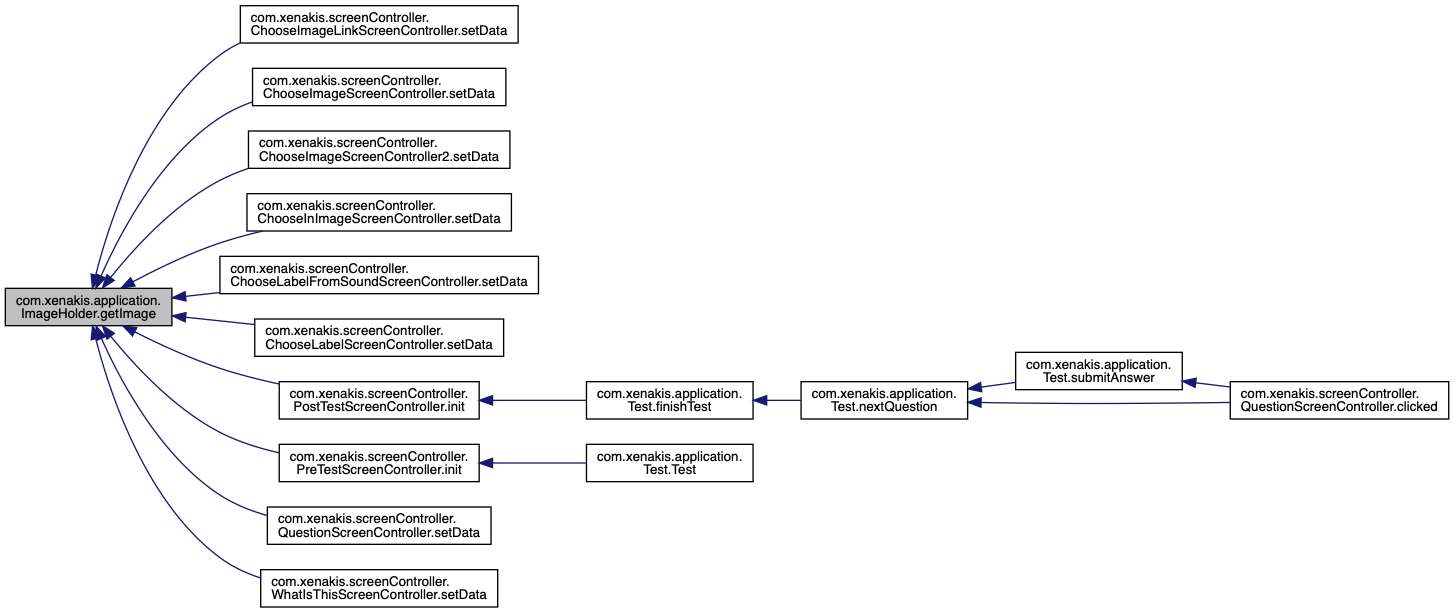 com.xenakis.screenController.
ChooseImageLinkScreenController.setData
com.xenakis.screenController.
ChooseImageScreenController.setData
com.xenakis.screenController.
ChooseImageScreenController2.setData
com.xenakis.screenController.
ChooseInImageScreenController.setData
com.xenakis.screenController.
ChooseLabelFromSoundScreenController.setData
com.xenakis.application.
ImageHolder.getImage
com.xenakis.screenController.
ChooseLabelScreenController.setData
com.xenakis.screenController.
PostTestScreenController.init
com.xenakis.application.
Test.finishTest
com.xenakis.application.
Test.nextQuestion
com.xenakis.application.
Test.submitAnswer
com.xenakis.screenController.
QuestionScreenController.clicked
com.xenakis.screenController.
PreTestScreenController.init
com.xenakis.application.
Test.Test
com.xenakis.screenController.
QuestionScreenController.setData
com.xenakis.screenController.
WhatIsThisScreenController.setData